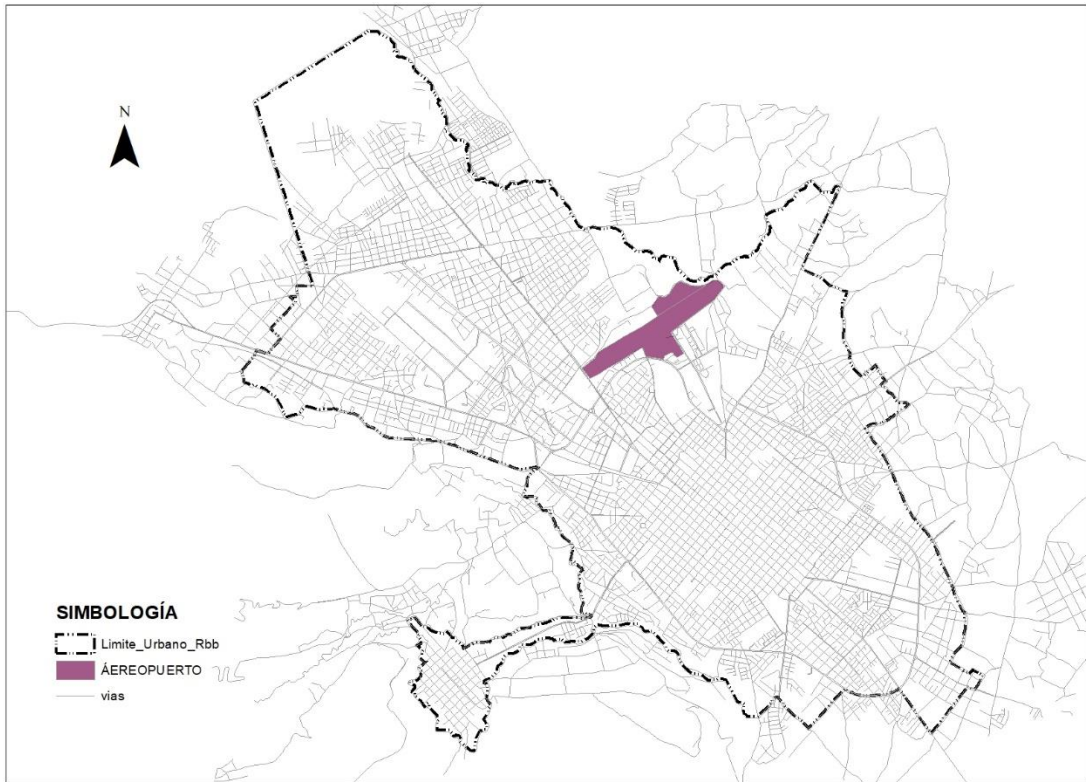 N
SIMBOLOGÍA
Limite_Urbano_Rbb
ÁEREOPUERTO
vias